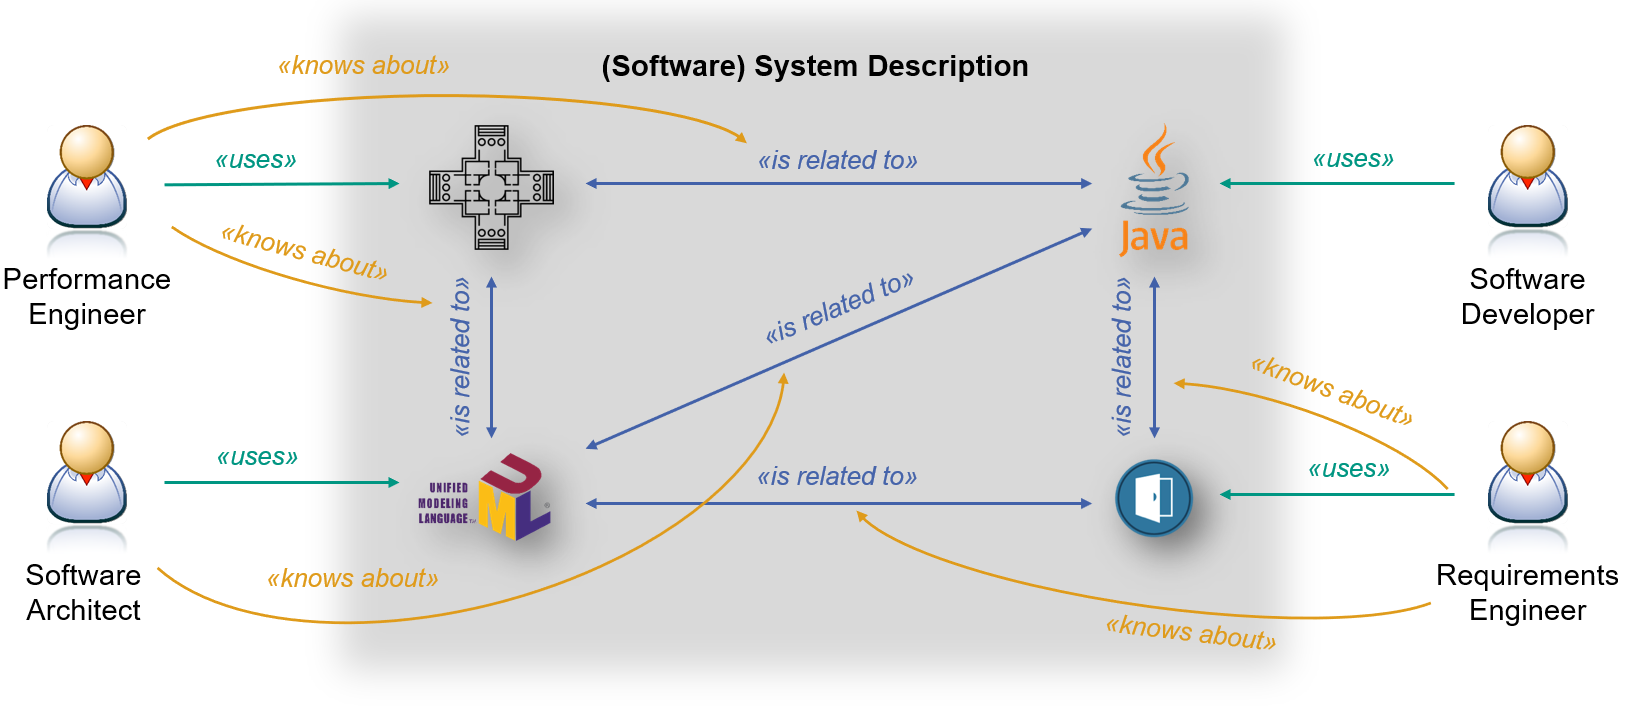 (Software) System Description
«knows about»
«uses»
«is related to»
«uses»
Java
«knows about»
Performance
Engineer
Software
Developer
«is related to»
«is related to»
«is related to»
«knows about»
«uses»
UNIFIED
MODELING
LANGUAGE™
UML®
«is related to»
«uses»
Software
Architect
«knows about»
Requirements
Engineer
«knows about»